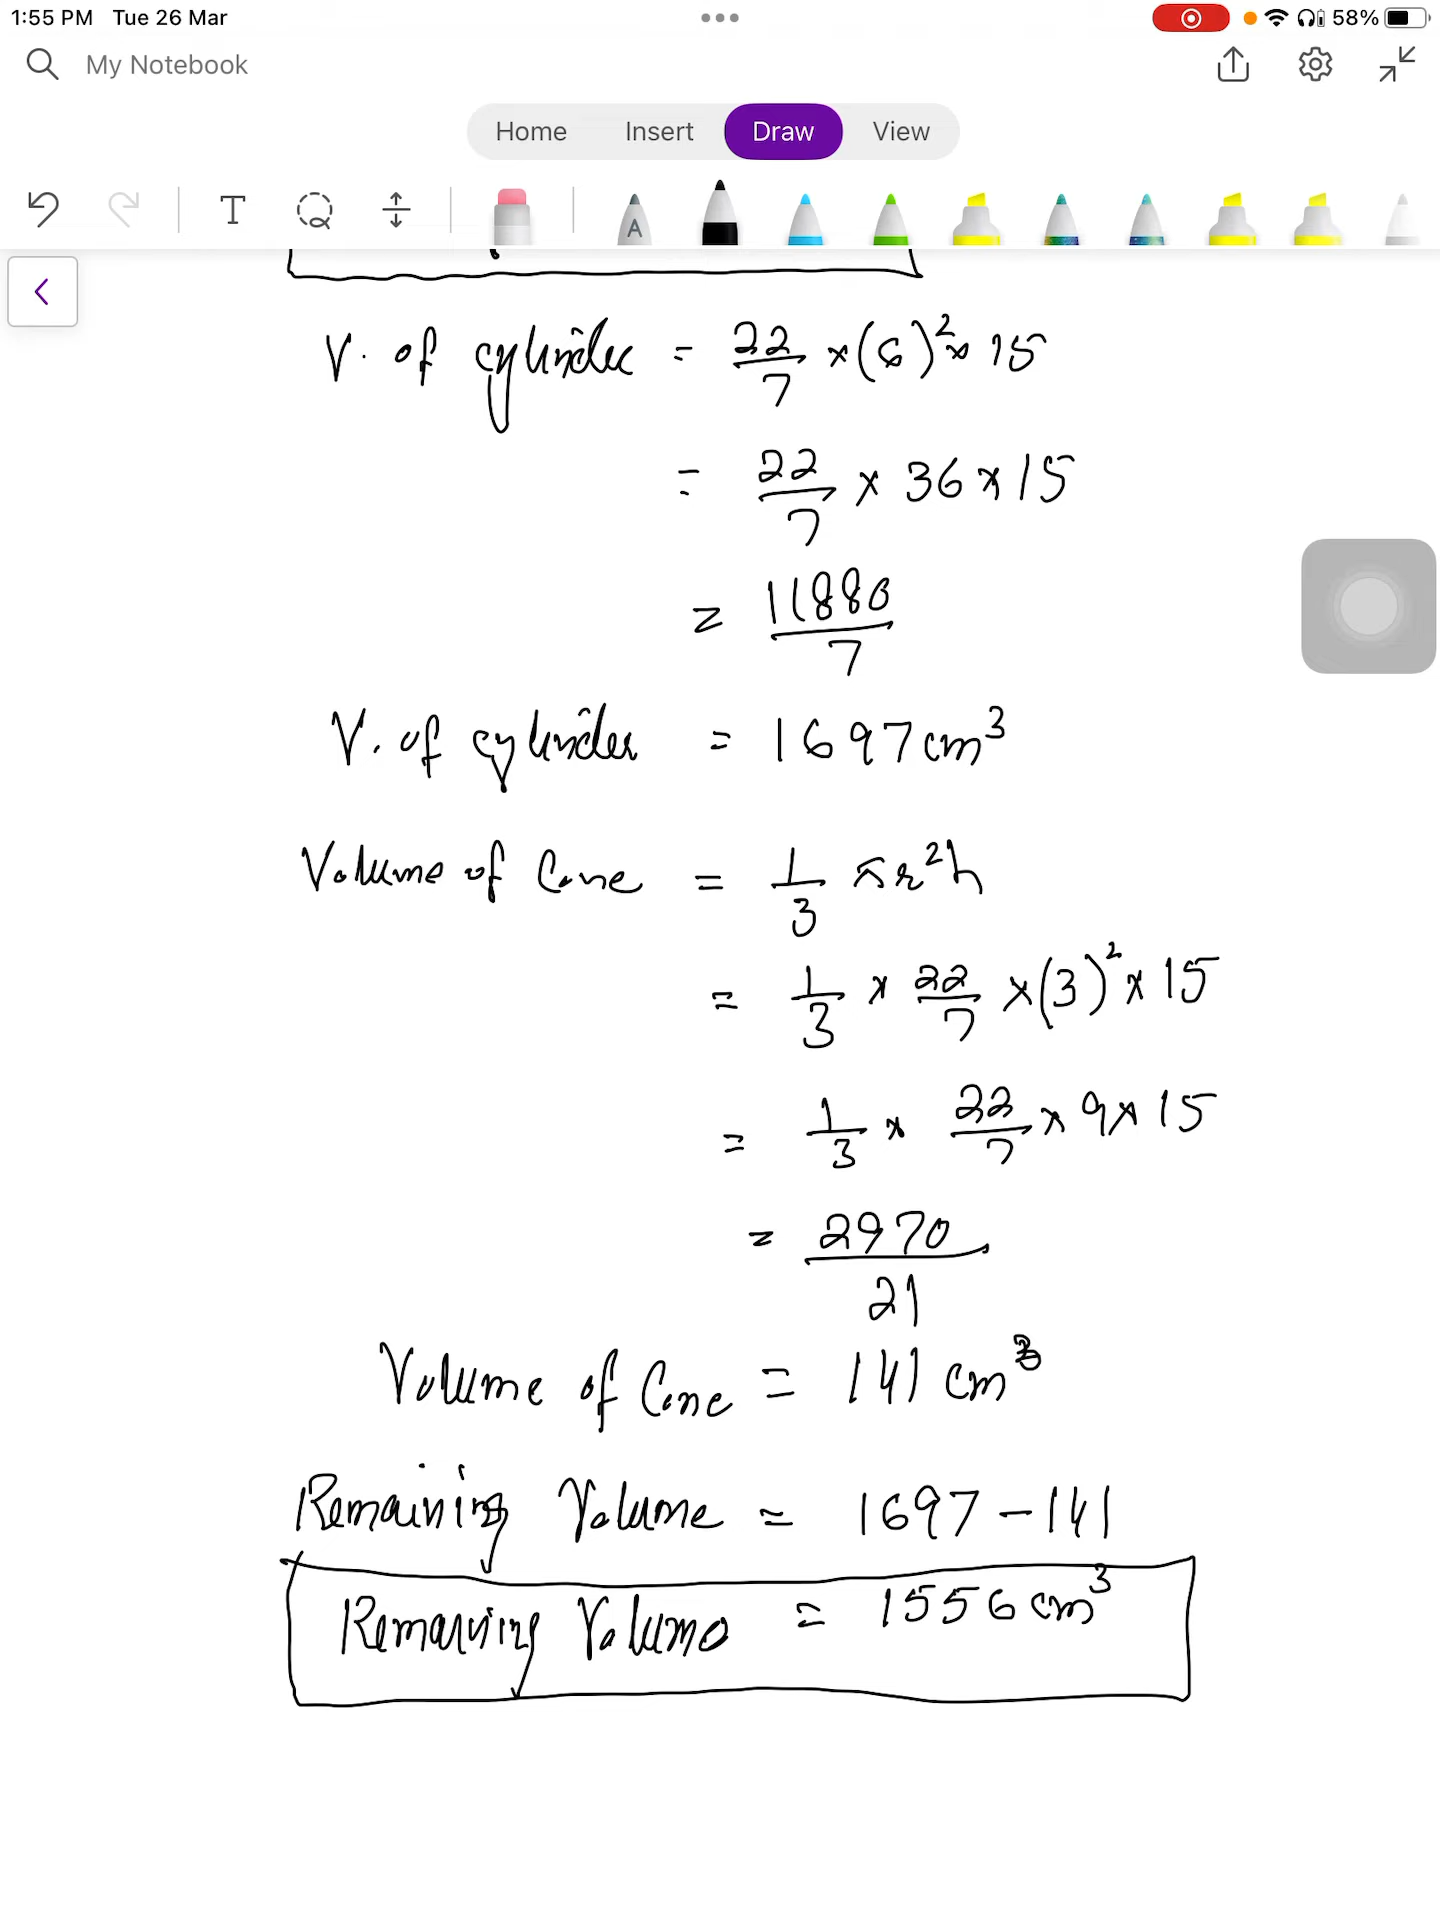 1:55 PM Tue 26 Mar 58%
My Notebook
Home Insert Draw View
T A
V. of cylinder = 22/7 × (6)² × 15
= 22/7 × 36 × 15
= 11880/7
V. of cylinder = 1697 cm³
Volume of Cone = 1/3 πr²h
= 1/3 × 22/7 × (3)² × 15
= 1/3 × 22/7 × 9 × 15
= 2970/21
Volume of Cone = 141 cm³
Remaining Volume = 1697 - 141
Remaining Volume = 1556 cm³